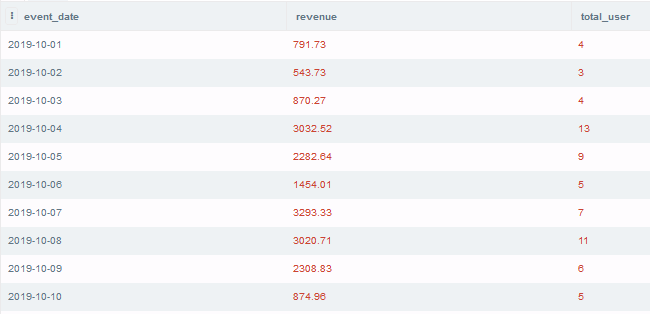 event_date revenue total_user
2019-10-01 791.73 4
2019-10-02 543.73 3
2019-10-03 870.27 4
2019-10-04 3032.52 13
2019-10-05 2282.64 9
2019-10-06 1454.01 5
2019-10-07 3293.33 7
2019-10-08 3020.71 11
2019-10-09 2308.83 6
2019-10-10 874.96 5